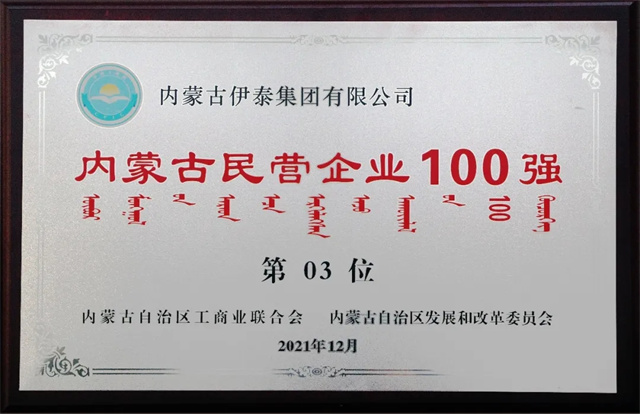 内蒙古伊泰集团有限公司
内蒙古民营企业100强
100
第 03 位
内蒙古自治区工商业联合会 内蒙古自治区发展和改革委员会
2021年12月